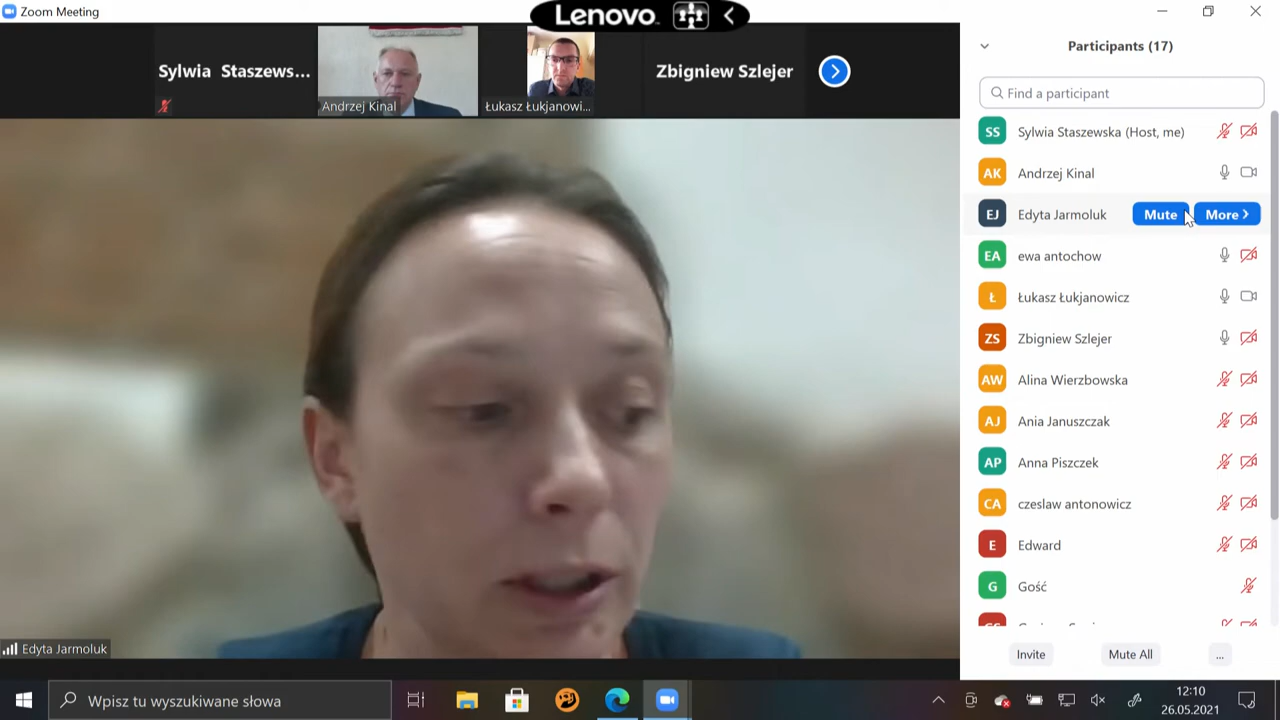 Zoom Meeting
Lenovo
Sylwia Staszews...
Andrzej Kinal
Łukasz Łukjanowi...
Zbigniew Szlejer
Edyta Jarmoluk
Participants (17)
Find a participant
SS Sylwia Staszewska (Host, me)
AK Andrzej Kinal
EJ Edyta Jarmoluk Mute More
EA ewa antochow
Ł Łukasz Łukjanowicz
ZS Zbigniew Szlejer
AW Alina Wierzbowska
AJ Ania Januszczak
AP Anna Piszczek
CA czeslaw antonowicz
E Edward
G Gość
Invite Mute All ...
Wpisz tu wyszukiwane słowa
12:10
26.05.2021